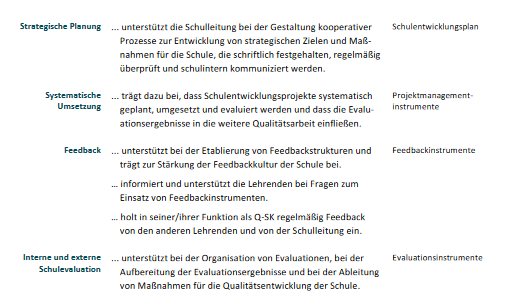 Strategische Planung ... unterstützt die Schulleitung bei der Gestaltung kooperativer Schulentwicklungsplan
Prozesse zur Entwicklung von strategischen Zielen und Maß-
nahmen für die Schule, die schriftlich festgehalten, regelmäßig
überprüft und schulintern kommuniziert werden.
Systematische ... trägt dazu bei, dass Schulentwicklungsprojekte systematisch Projektmanagement-
Umsetzung geplant, umgesetzt und evaluiert werden und dass die Evalu- instrumente
ationsergebnisse in die weitere Qualitätsarbeit einfließen.
Feedback ... unterstützt bei der Etablierung von Feedbackstrukturen und Feedbackinstrumente
trägt zur Stärkung der Feedbackkultur der Schule bei.
... informiert und unterstützt die Lehrenden bei Fragen zum
Einsatz von Feedbackinstrumenten.
... holt in seiner/ihrer Funktion als Q-SK regelmäßig Feedback
von den anderen Lehrenden und von der Schulleitung ein.
Interne und externe ... unterstützt bei der Organisation von Evaluationen, bei der Evaluationsinstrumente
Schulevaluation Aufbereitung der Evaluationsergebnisse und bei der Ableitung
von Maßnahmen für die Qualitätsentwicklung der Schule.